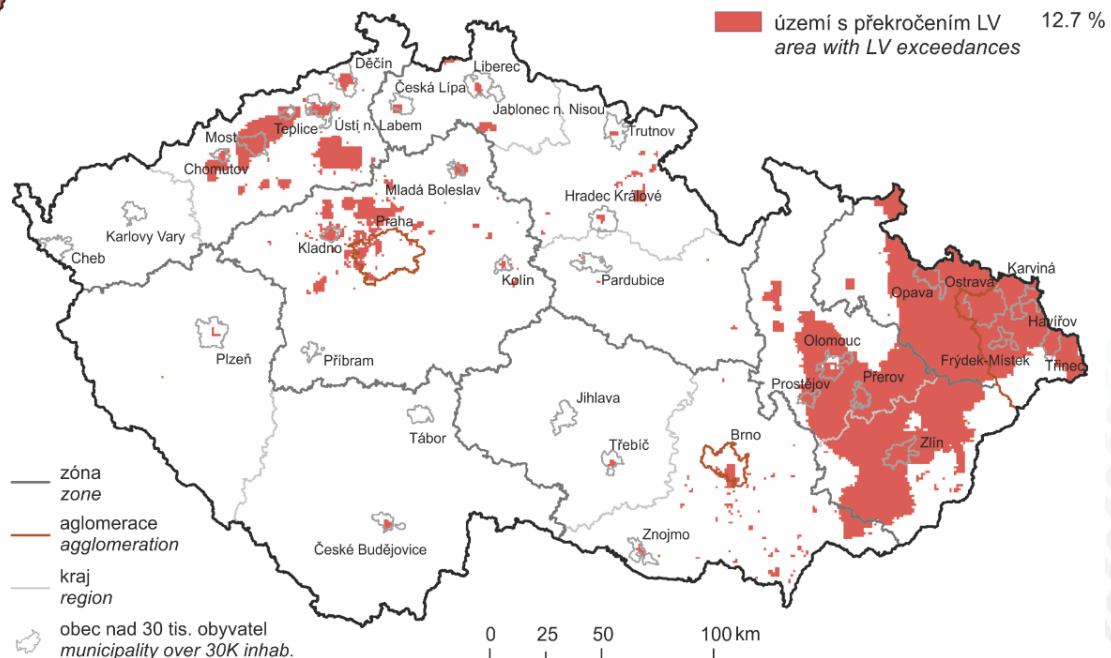 území s překročením LV 12.7 %
area with LV exceedances
Děčín
Liberec
Česká Lípa
Jablonec n. Nisou
Teplice
Ústí n. Labem
Trutnov
Most
Chomutov
Mladá Boleslav
Hradec Králové
Karlovy Vary
Praha
Kladno
Cheb
Kolín
Pardubice
Karviná
Ostrava
Opava
Havířov
Plzeň
Příbram
Olomouc
Frýdek-Místek
Třinec
Prostějov
Přerov
Jihlava
Tábor
Třebíč
Brno
Zlín
České Budějovice
Znojmo
zóna
zone
aglomerace
agglomeration
kraj
region
obec nad 30 tis. obyvatel
municipality over 30K inhab.
0 25 50 100 km